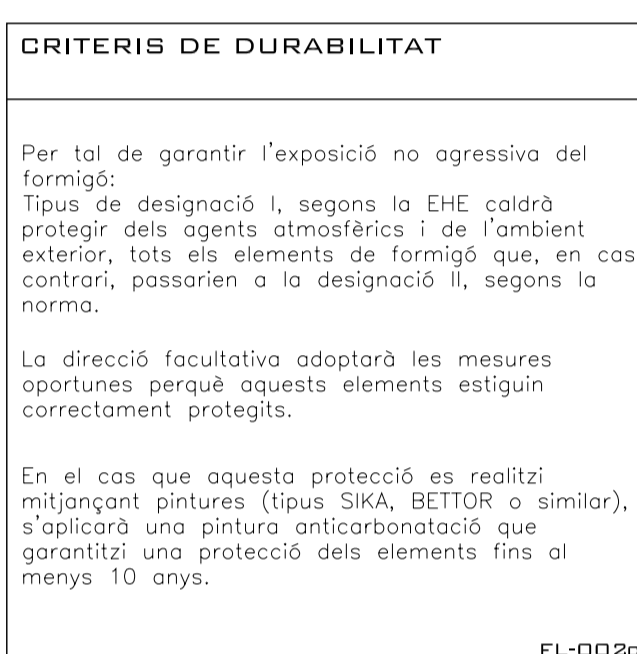 CRITERIS DE DURABILITAT
Per tal de garantir l'exposició no agressiva del
formigó:
Tipus de designació I, segons la EHE caldrà
protegir dels agents atmosfèrics i de l'ambient
exterior, tots els elements de formigó que, en cas
contrari, passarien a la designació II, segons la
norma.
La direcció facultativa adoptarà les mesures
oportunes perquè aquests elements estiguin
correctament protegits.
En el cas que aquesta protecció es realitzi
mitjançant pintures (tipus SIKA, BETTOR o similar),
s'aplicarà una pintura anticarbonatació que
garantitzi una protecció dels elements fins al
menys 10 anys.